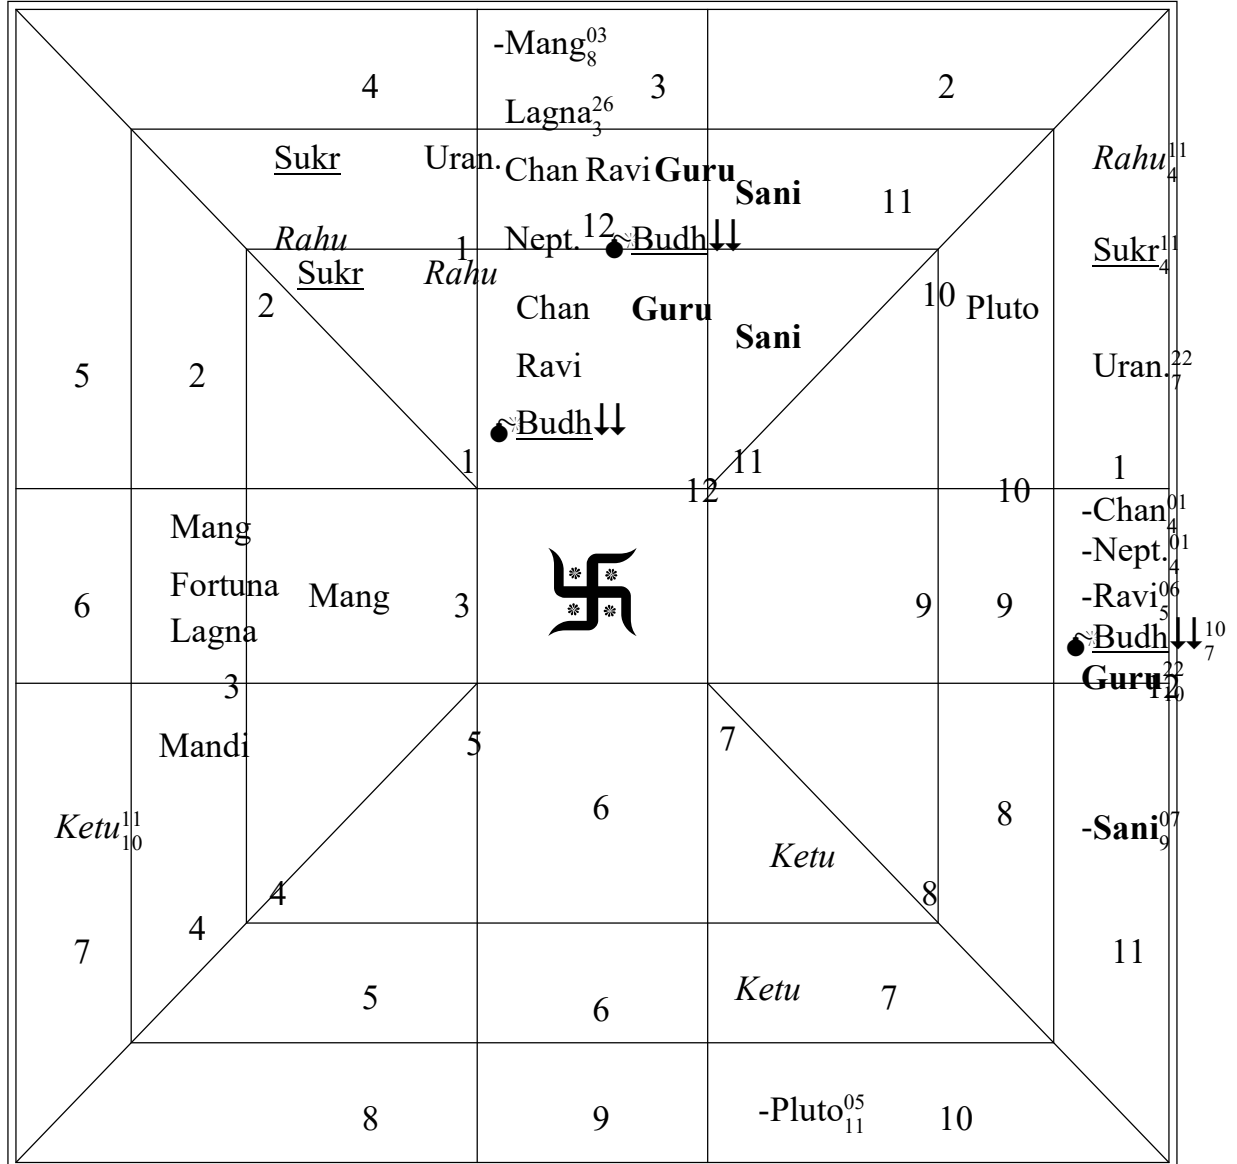 -Mang 03 8
4 3 2
Lagna 26 3
Sukr Uran. Chan Ravi Guru Sani 11
Rahu 11 4
Rahu 1 Nept. 12 Budh↓↓
Sukr 11 4
Sukr Rahu
2 Chan Guru Sani 10 Pluto
5 2 Ravi
Uran. 22 7
Budh↓↓
1 11 1
12 10
-Chan 01 4
Mang
-Nept. 01 4
Fortuna
6 Mang 3 9 9
-Ravi 06 5
Lagna
Budh↓↓ 10 7
Guru 22 10
3 12
Mandi 5 7
6 8
Ketu 11 10
-Sani 07 9
Ketu
4 8
7 4 11
5 6 Ketu 7
8 9 -Pluto 05 11 10